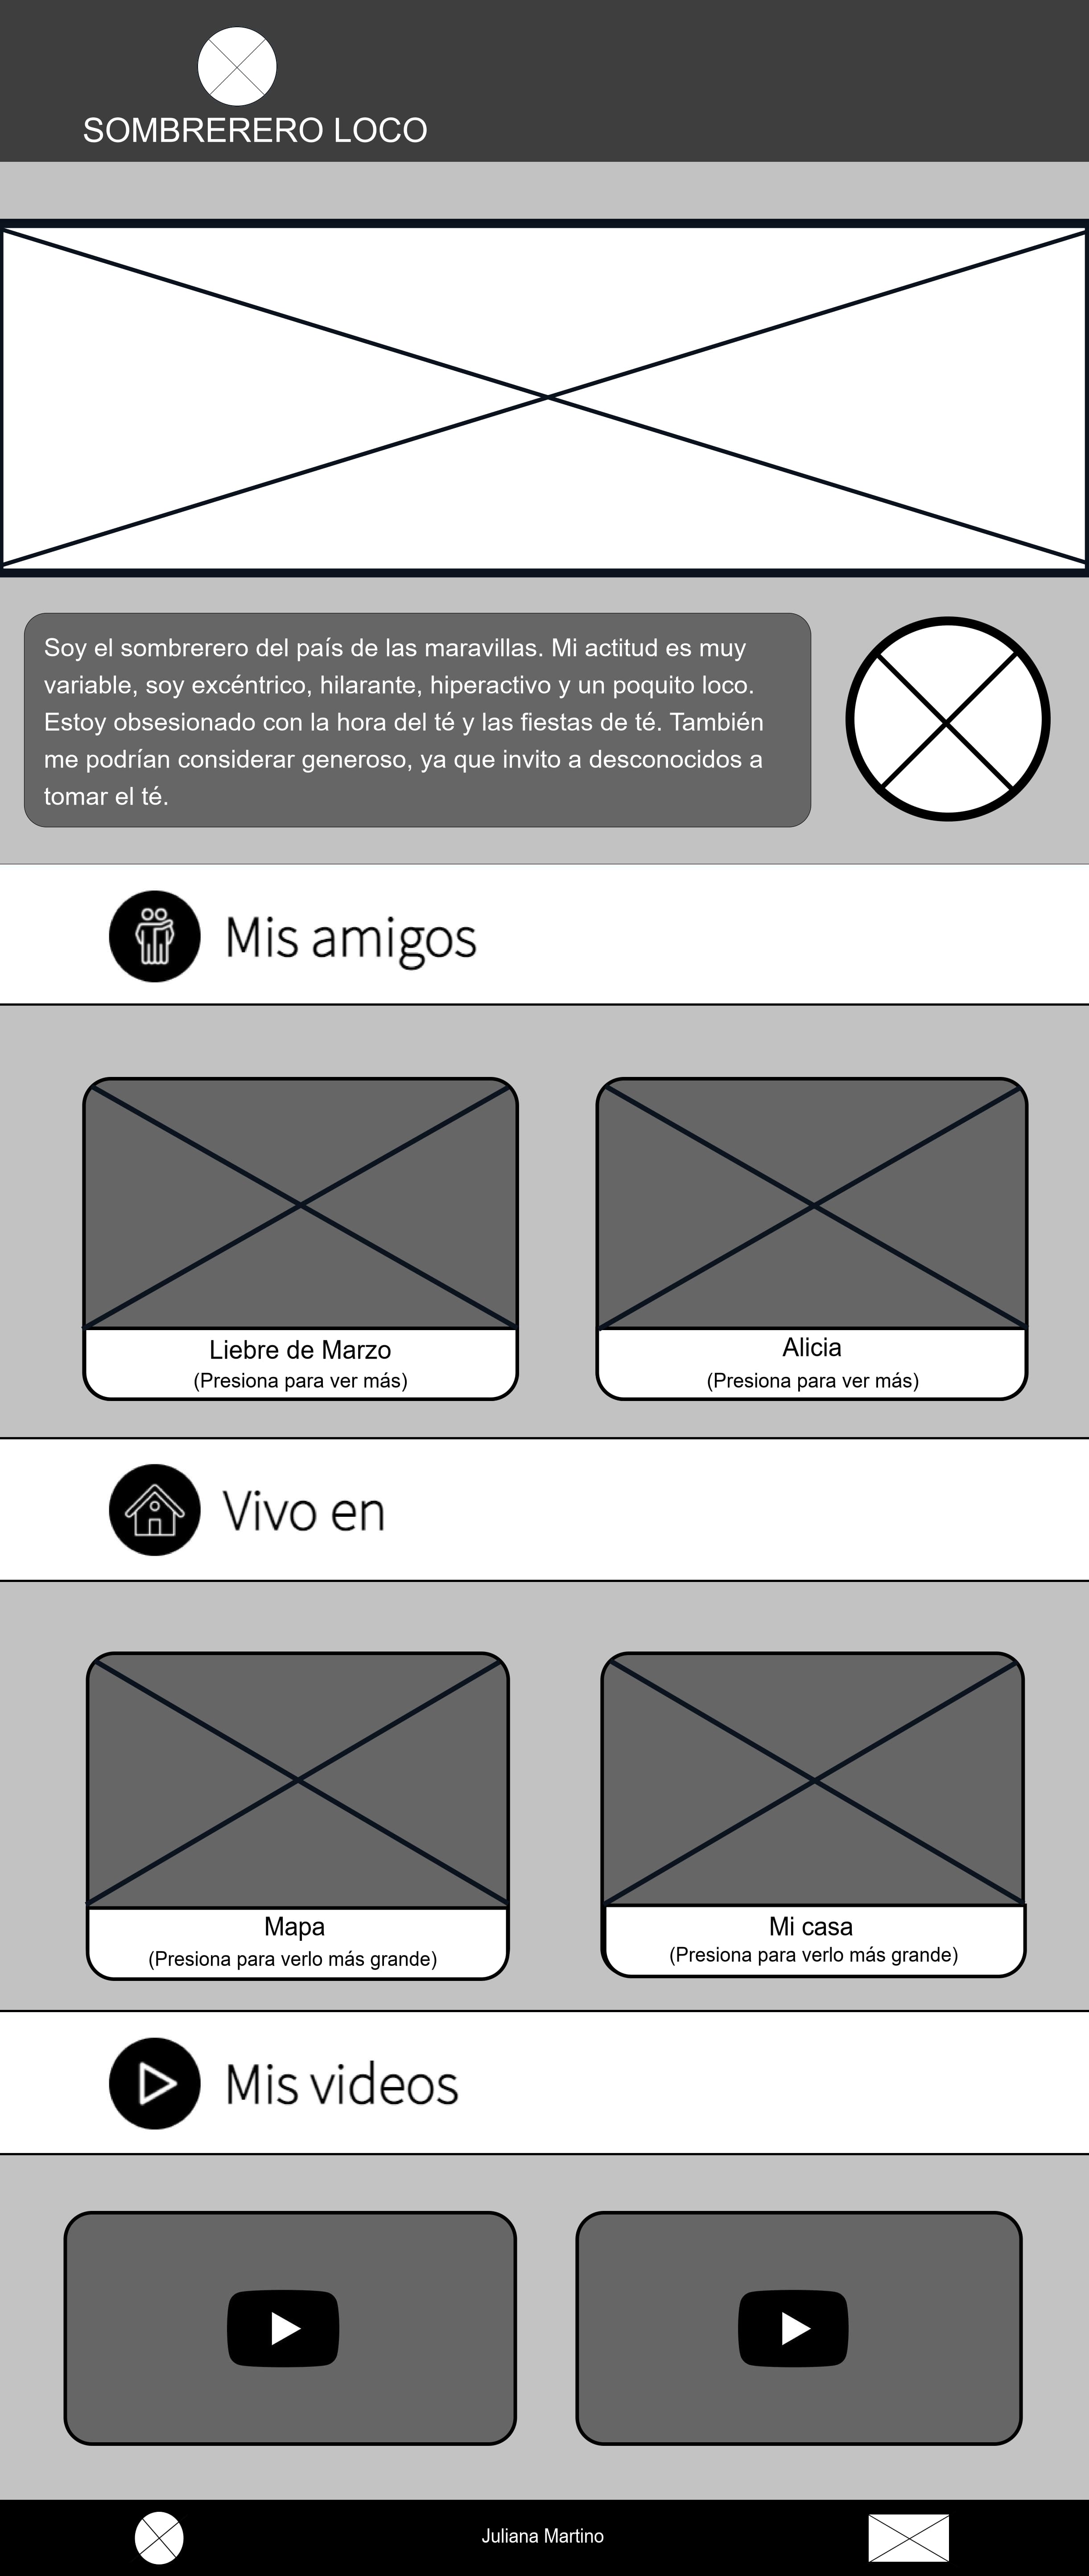 SOMBRERERO LOCO
Soy el sombrerero del país de las maravillas. Mi actitud es muy
variable, soy excéntrico, hilarante, hiperactivo y un poquito loco.
Estoy obsesionado con la hora del té y las fiestas de té. También
me podrían considerar generoso, ya que invito a desconocidos a
tomar el té.
Mis amigos
Liebre de Marzo
(Presiona para ver más)
Alicia
(Presiona para ver más)
Vivo en
Mapa
(Presiona para verlo más grande)
Mi casa
(Presiona para verlo más grande)
Mis videos
Juliana Martino